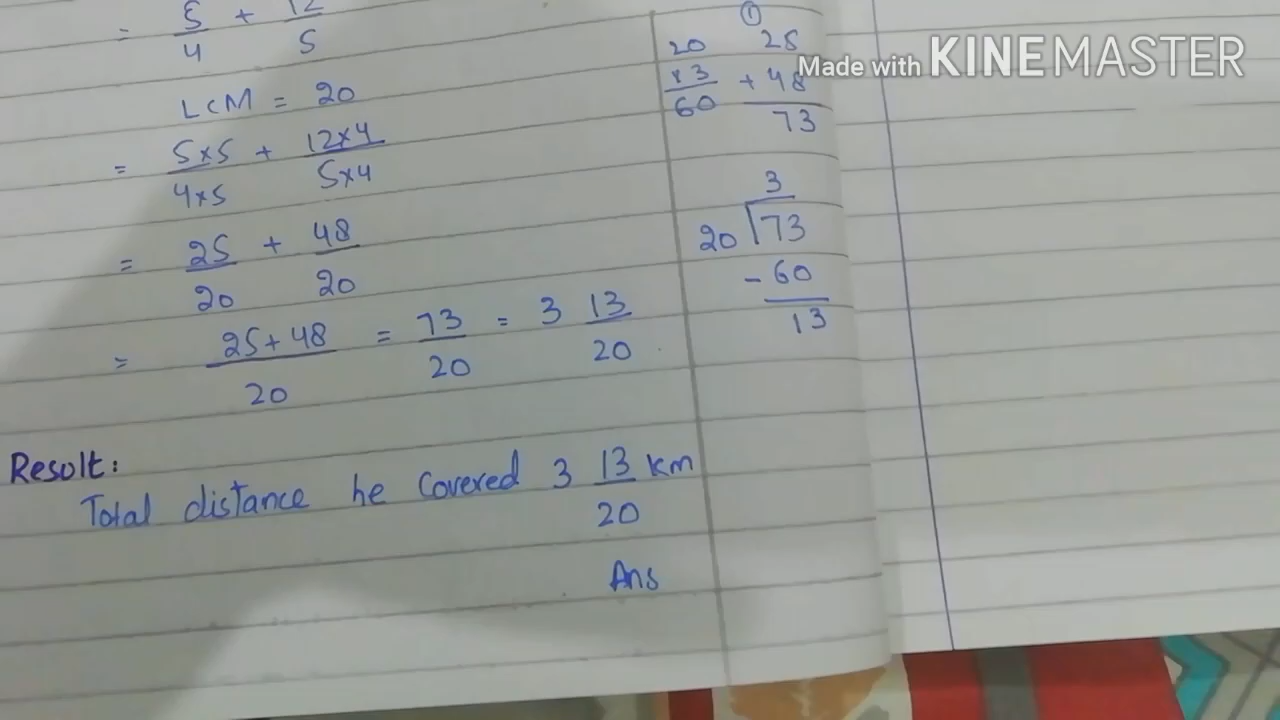 = 5/4 + 12/5
LCM = 20
= 5×5/4×5 + 12×4/5×4
= 25/20 + 48/20
= 25+48/20 = 73/20 = 3 13/20
Result:
Total distance he covered 3 13/20 km
Ans
20
×3
60
①
25
+ 48
73
3
20 73
- 60
13
Made with KINEMASTER